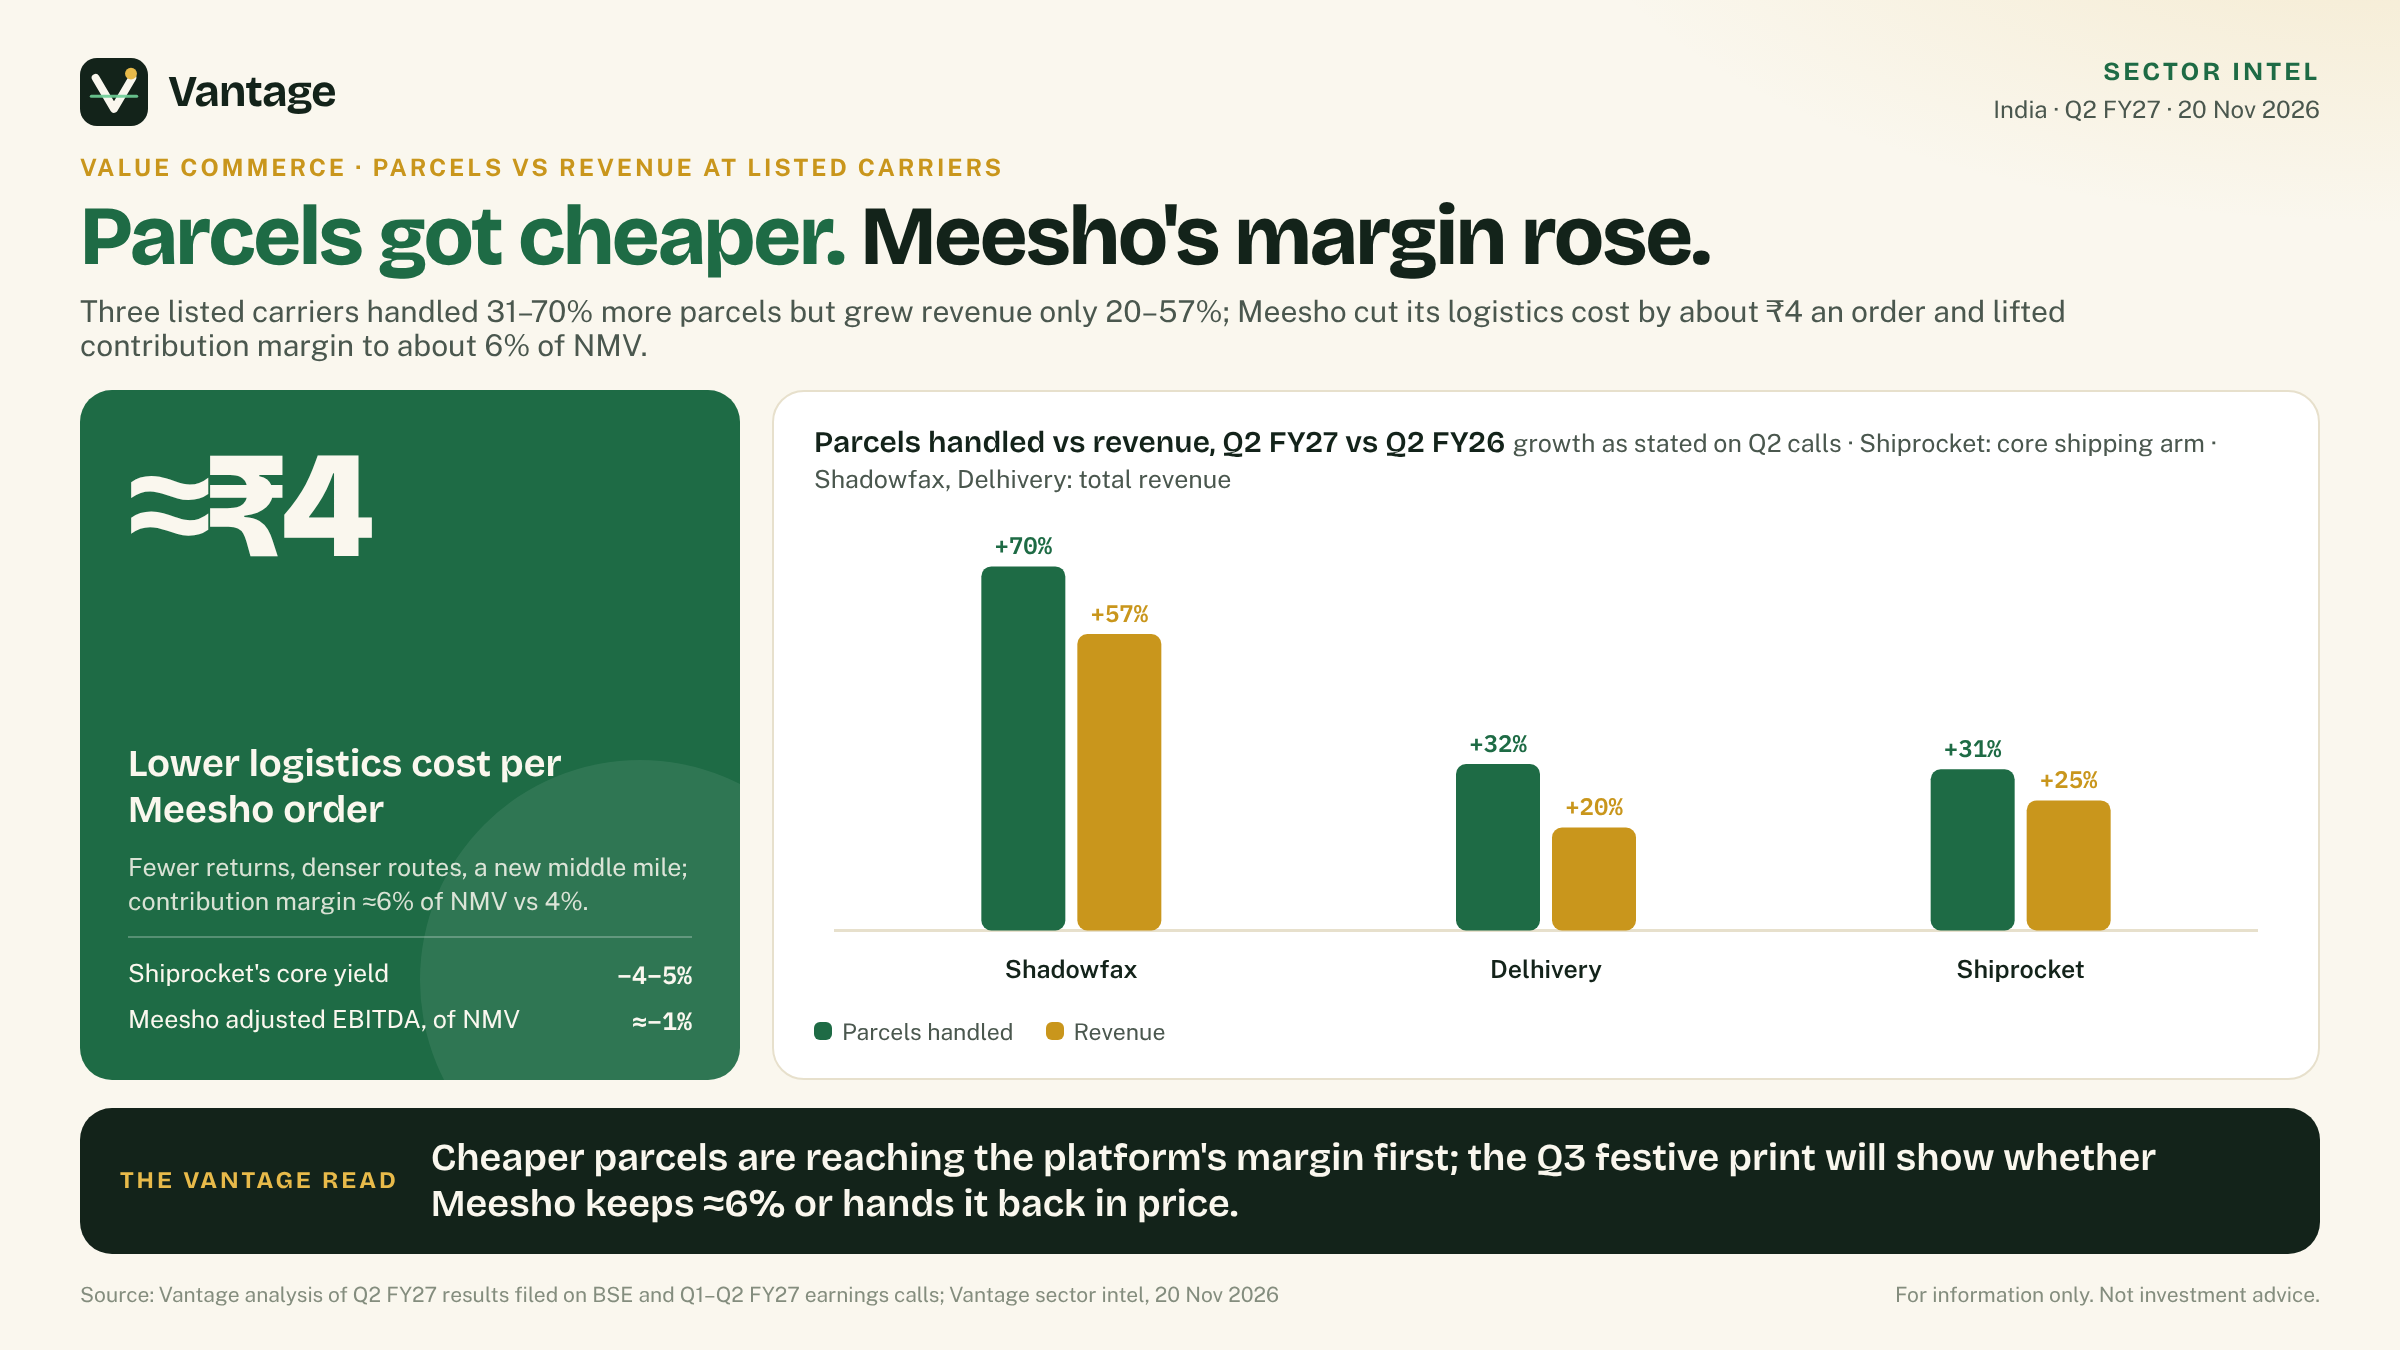 Vantage
SECTOR INTEL
India · Q2 FY27 · 20 Nov 2026
VALUE COMMERCE · PARCELS VS REVENUE AT LISTED CARRIERS
Parcels got cheaper. Meesho's margin rose.
Three listed carriers handled 31–70% more parcels but grew revenue only 20–57%; Meesho cut its logistics cost by about ₹4 an order and lifted
contribution margin to about 6% of NMV.
≈₹4
Lower logistics cost per
Meesho order
Fewer returns, denser routes, a new middle mile;
contribution margin ≈6% of NMV vs 4%.
Shiprocket's core yield −4–5%
Meesho adjusted EBITDA, of NMV ≈−1%
Parcels handled vs revenue, Q2 FY27 vs Q2 FY26 growth as stated on Q2 calls · Shiprocket: core shipping arm ·
Shadowfax, Delhivery: total revenue
+70%
+57%
+32%
+20%
+31%
+25%
Shadowfax
Delhivery
Shiprocket
Parcels handled
Revenue
THE VANTAGE READ
Cheaper parcels are reaching the platform's margin first; the Q3 festive print will show whether
Meesho keeps ≈6% or hands it back in price.
Source: Vantage analysis of Q2 FY27 results filed on BSE and Q1–Q2 FY27 earnings calls; Vantage sector intel, 20 Nov 2026
For information only. Not investment advice.